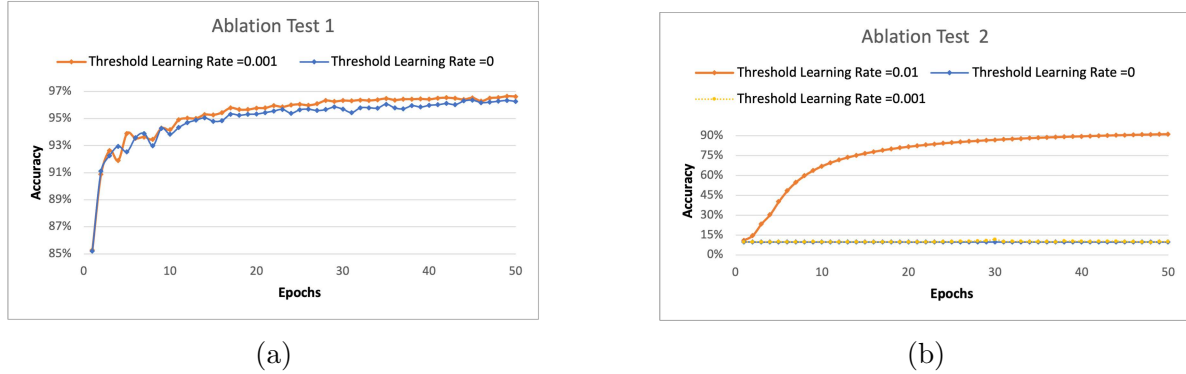 Ablation Test 1
Threshold Learning Rate =0.001 Threshold Learning Rate =0
97%
95%
93%
91%
89%
87%
85%
Accuracy
0 10 20 30 40 50
Epochs
(a)
Ablation Test 2
Threshold Learning Rate =0.01 Threshold Learning Rate =0
Threshold Learning Rate =0.001
90%
75%
60%
45%
30%
15%
0%
Accuracy
0 10 20 30 40 50
Epochs
(b)